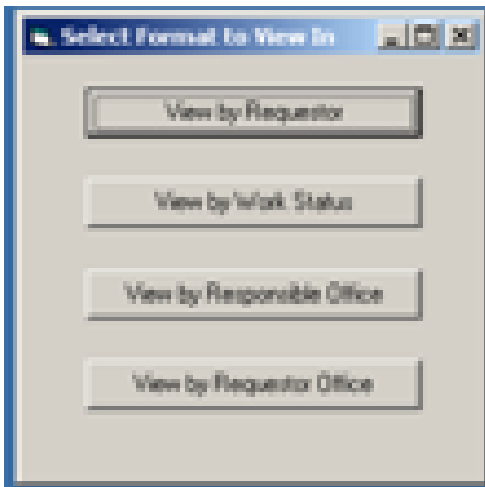 Select Format to View In
View by Requestor
View by Work Status
View by Responsible Office
View by Requestor Office